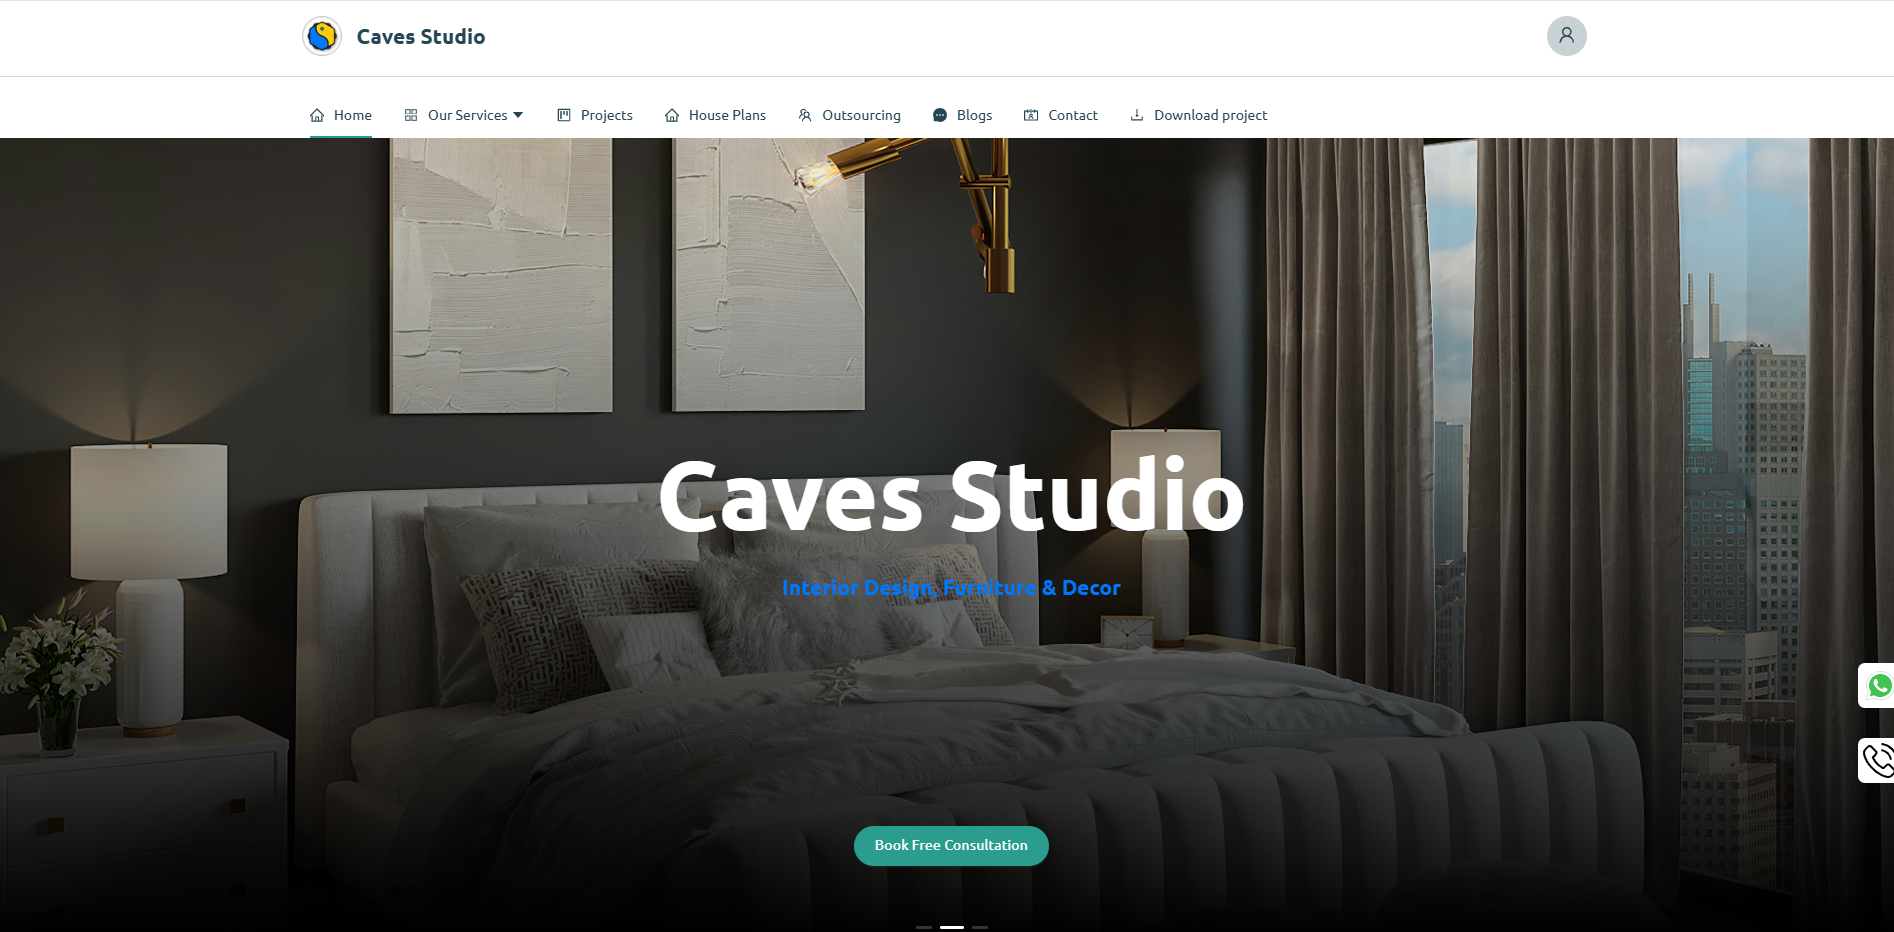 Caves Studio
Home Our Services Projects House Plans Outsourcing Blogs Contact Download project
Caves Studio
Interior Design, Furniture & Decor
Book Free Consultation